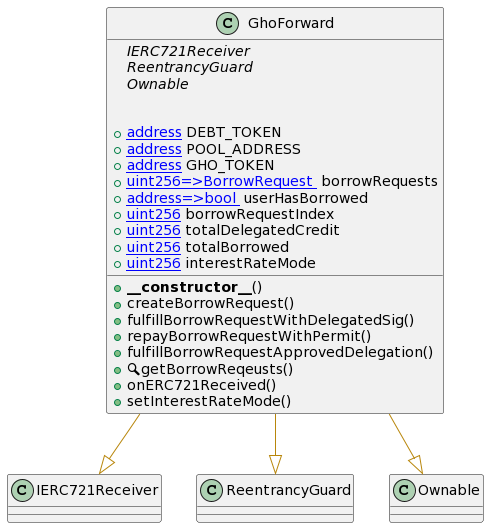 C GhoForward
IERC721Receiver
ReentrancyGuard
Ownable
address DEBT_TOKEN
address POOL_ADDRESS
address GHO_TOKEN
uint256=>BorrowRequest borrowRequests
address=>bool userHasBorrowed
uint256 borrowRequestIndex
uint256 totalDelegatedCredit
uint256 totalBorrowed
uint256 interestRateMode
__constructor__()
createBorrowRequest()
fulfillBorrowRequestWithDelegatedSig()
repayBorrowRequestWithPermit()
fulfillBorrowRequestApprovedDelegation()
🔍getBorrowReqeusts()
onERC721Received()
setInterestRateMode()
C IERC721Receiver
C ReentrancyGuard
C Ownable